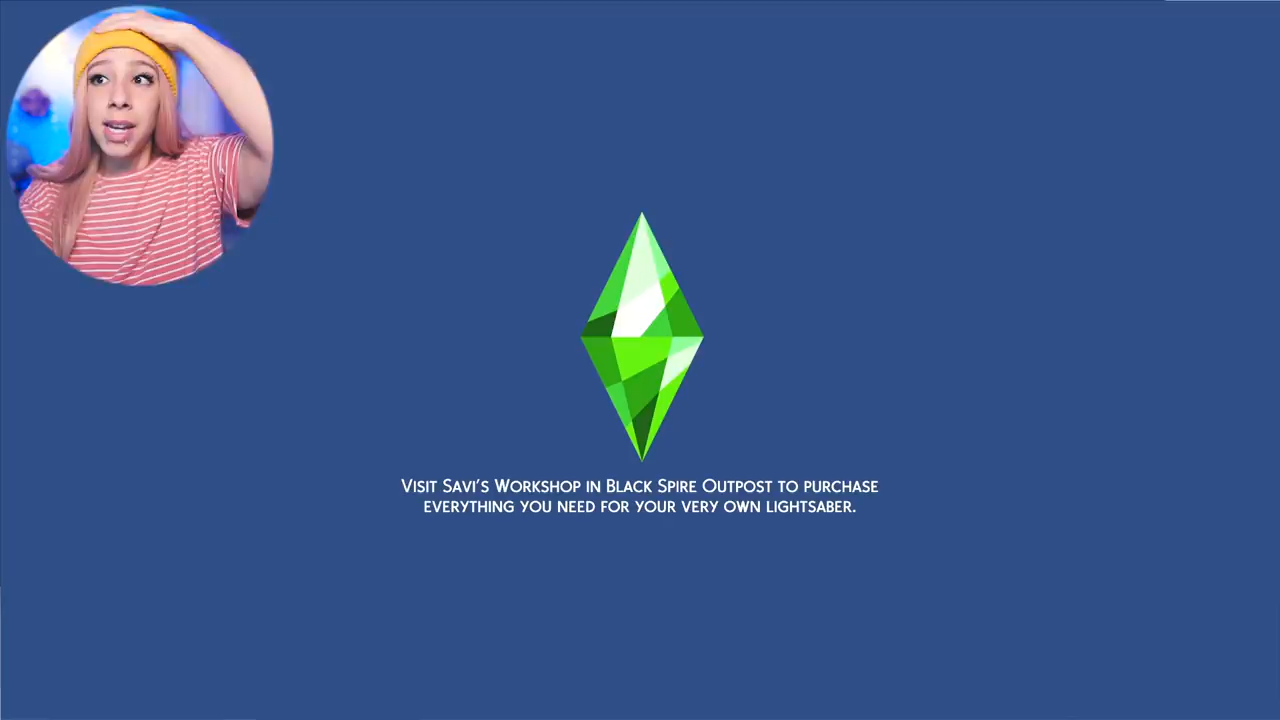 Visit Savi's Workshop in Black Spire Outpost to purchase
everything you need for your very own lightsaber.